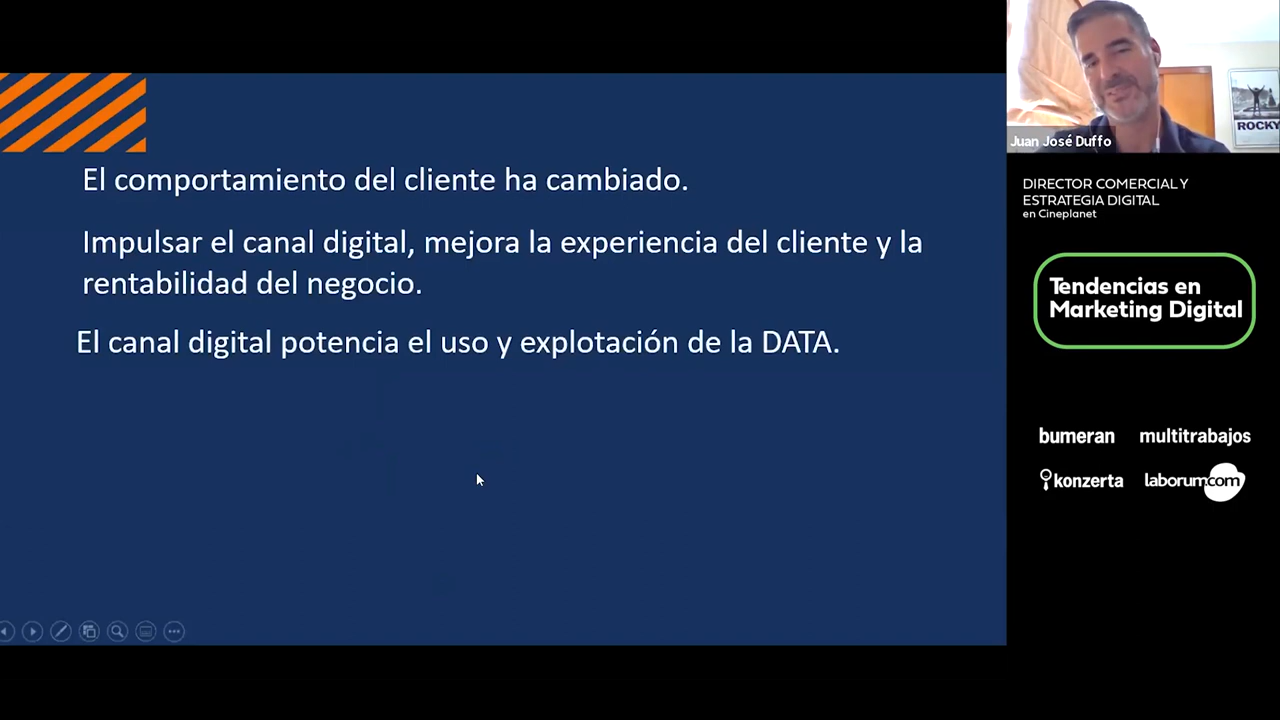 El comportamiento del cliente ha cambiado.
Impulsar el canal digital, mejora la experiencia del cliente y la
rentabilidad del negocio.
El canal digital potencia el uso y explotación de la DATA.
ROCKY
Juan José Duffo
DIRECTOR COMERCIAL Y
ESTRATEGIA DIGITAL
en Cineplanet
Tendencias en
Marketing Digital
bumeran multitrabajos
konzerta laborum.com